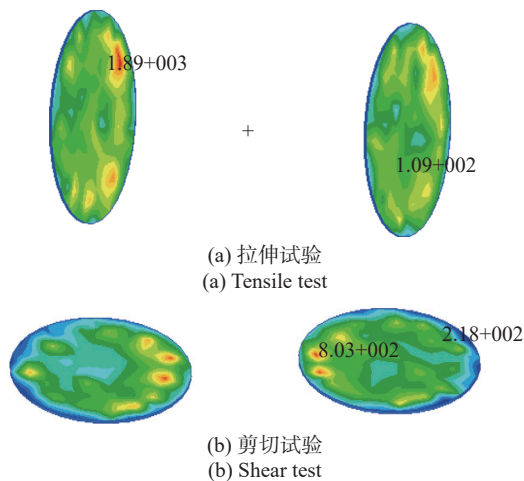 1.89+003
+
1.09+002
(a) 拉伸试验
(a) Tensile test
2.18+002
8.03+002
(b) 剪切试验
(b) Shear test